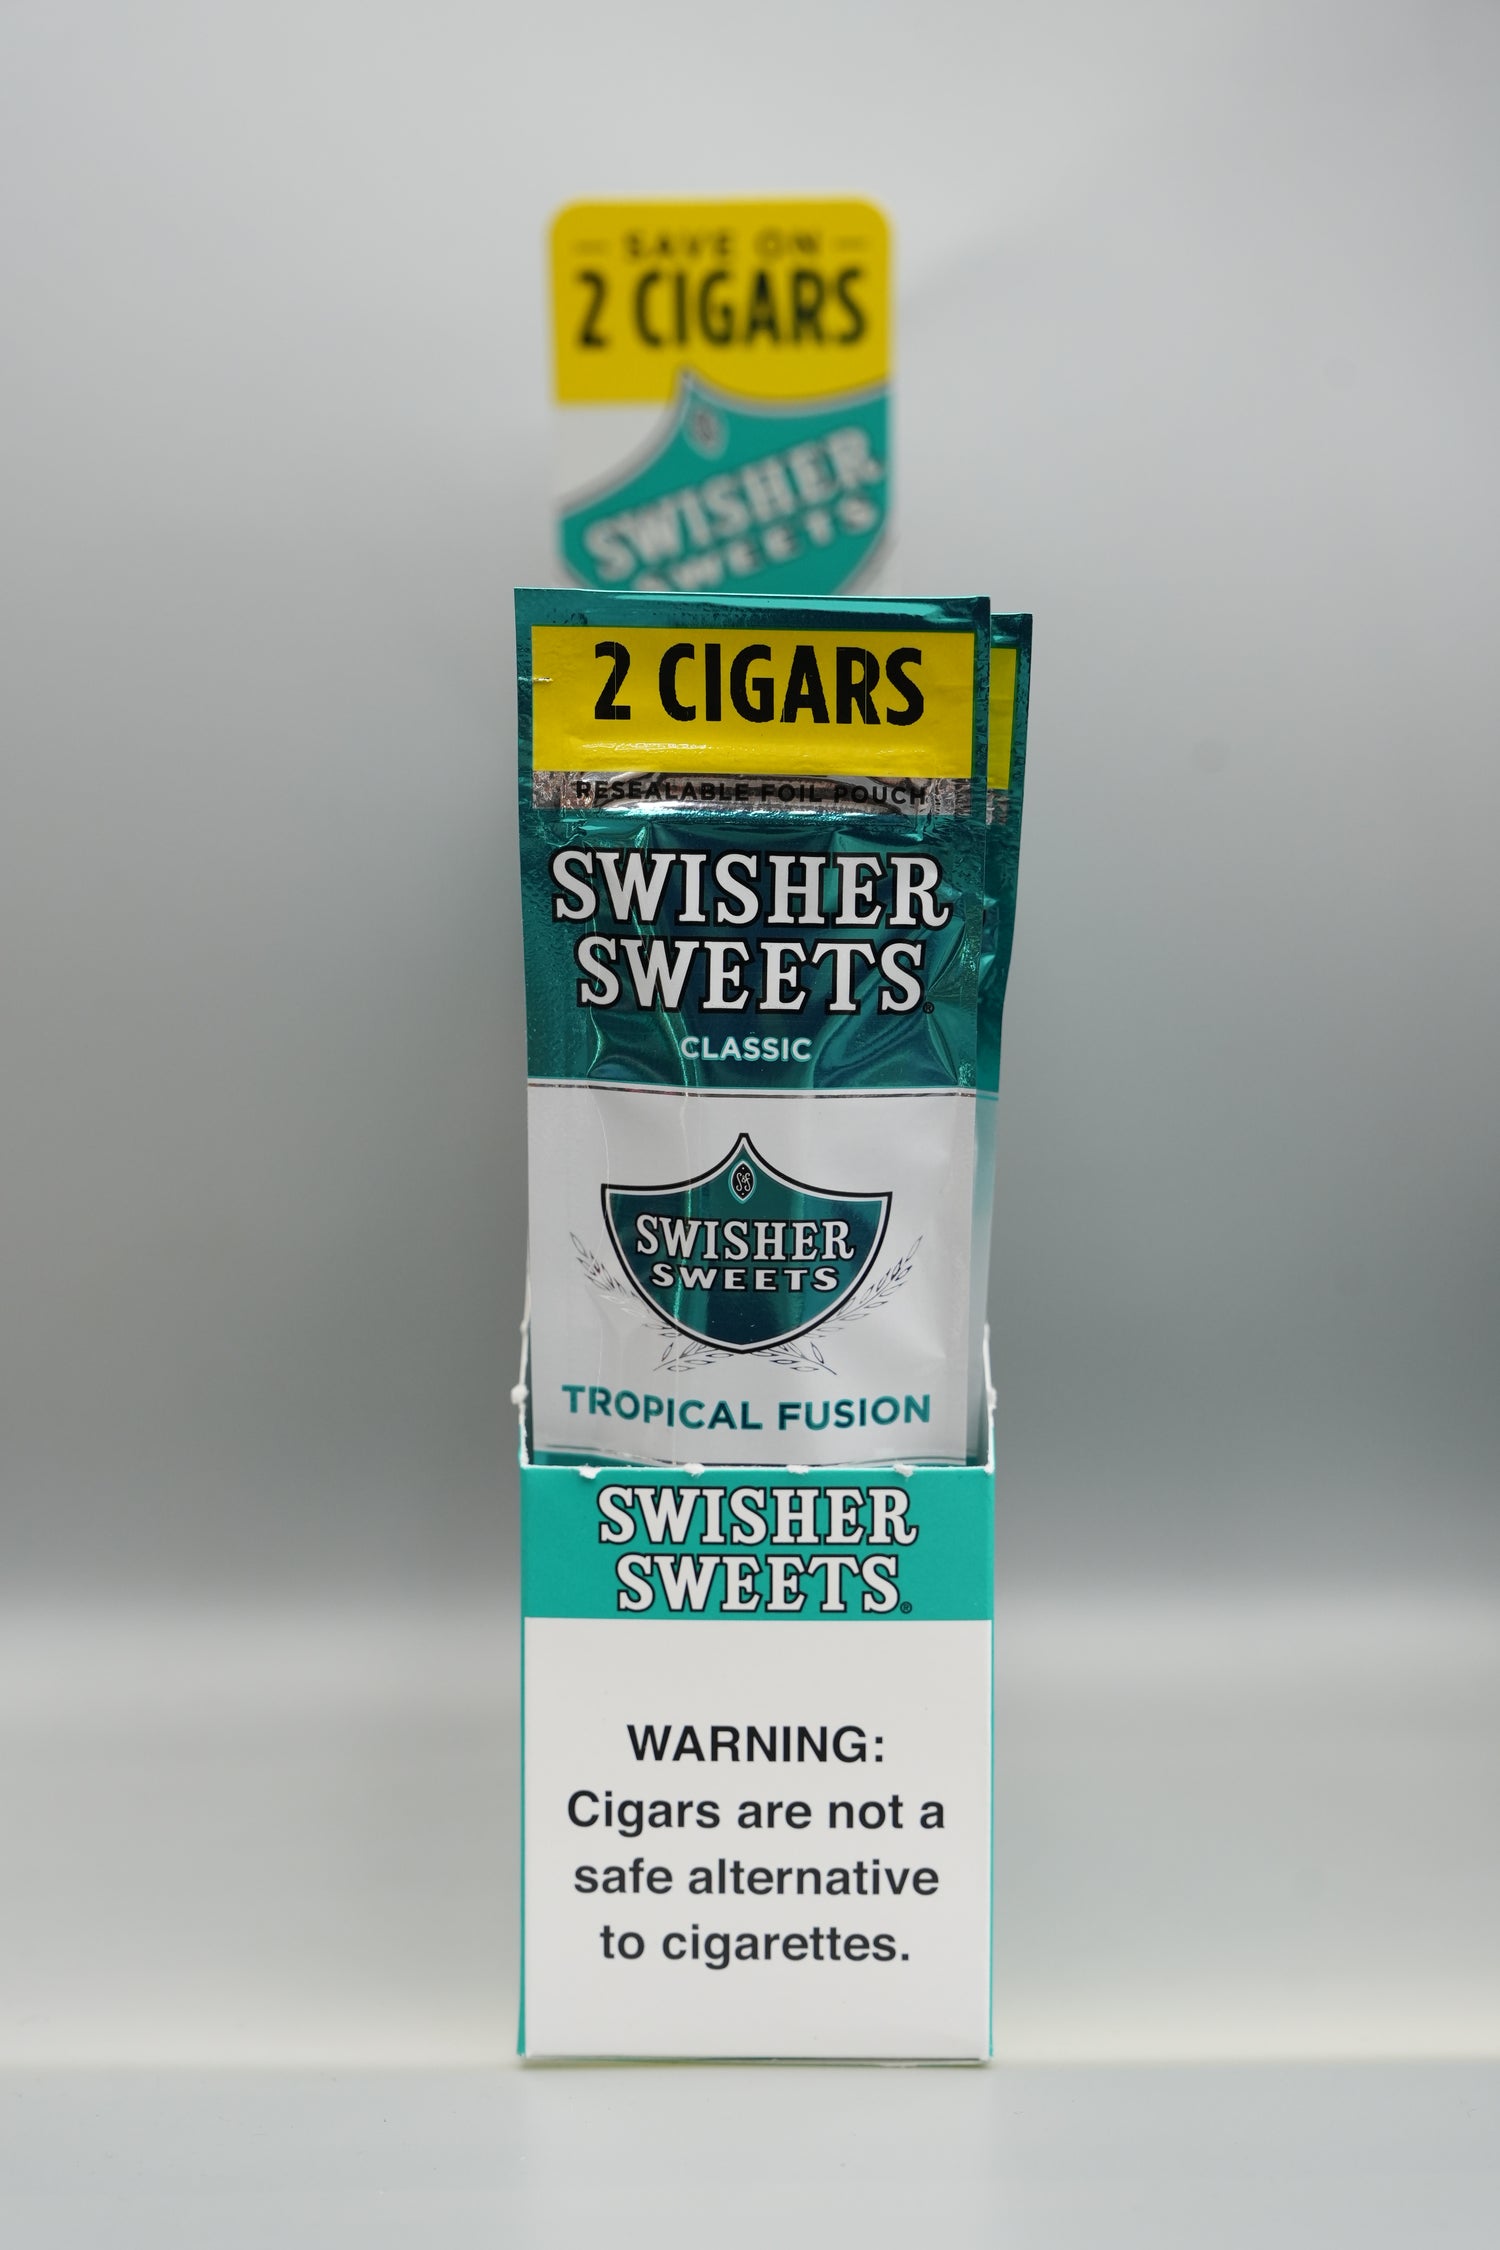 SAVE ON
2 CIGARS
SWISHER
SWEETS
2 CIGARS
RESEALABLE FOIL POUCH
SWISHER
SWEETS®
CLASSIC
SWISHER
SWEETS
TROPICAL FUSION
SWISHER
SWEETS®
WARNING:
Cigars are not a
safe alternative
to cigarettes.